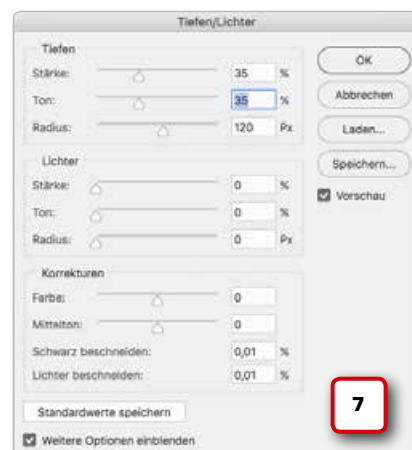 Tiefen/Lichter
Tiefen
Stärke: 35 %
Ton: 35 %
Radius: 120 Px
Lichter
Stärke: 0 %
Ton: 0 %
Radius: 0 Px
Korrekturen
Farbe: 0
Mittelton: 0
Schwarz beschneiden: 0,01 %
Lichter beschneiden: 0,01 %
Standardwerte speichern
Weitere Optionen einblenden
OK
Abbrechen
Laden...
Speichern...
Vorschau
7